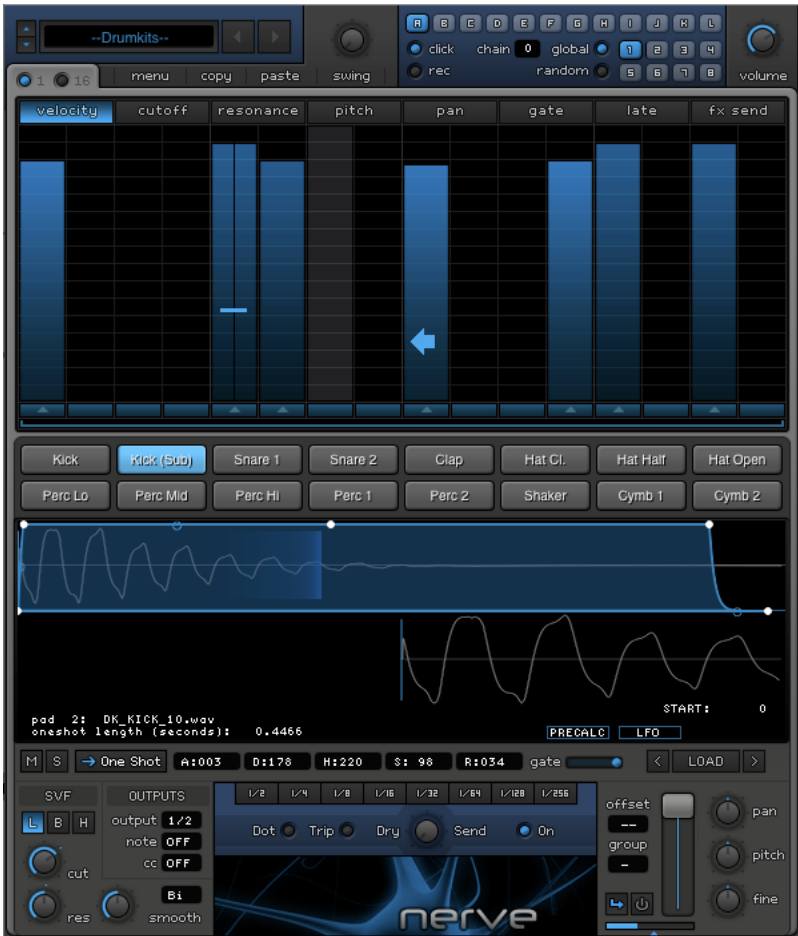 --Drumkits--
A B C D E F G H I J K L
click chain 0 global 1 2 3 4
rec random 5 6 7 8
1 16 menu copy paste swing volume
velocity cutoff resonance pitch pan gate late fx send
Kick Kick (Sub) Snare 1 Snare 2 Clap Hat Cl. Hat Half Hat Open
Perc Lo Perc Mid Perc Hi Perc 1 Perc 2 Shaker Cymb 1 Cymb 2
START: 0
pad 2: DK_KICK_10.wav
oneshot length (seconds): 0.4466
PRECALC LFO
M S One Shot A:003 D:178 H:220 S: 98 R:034 gate < LOAD >
SVF OUTPUTS 1/2 1/4 1/8 1/16 1/32 1/64 1/128 1/256
L B H output 1/2 Dot Trip Dry Send On offset -- pan
note OFF group -
cut cc OFF pitch
Bi
res smooth nerve fine